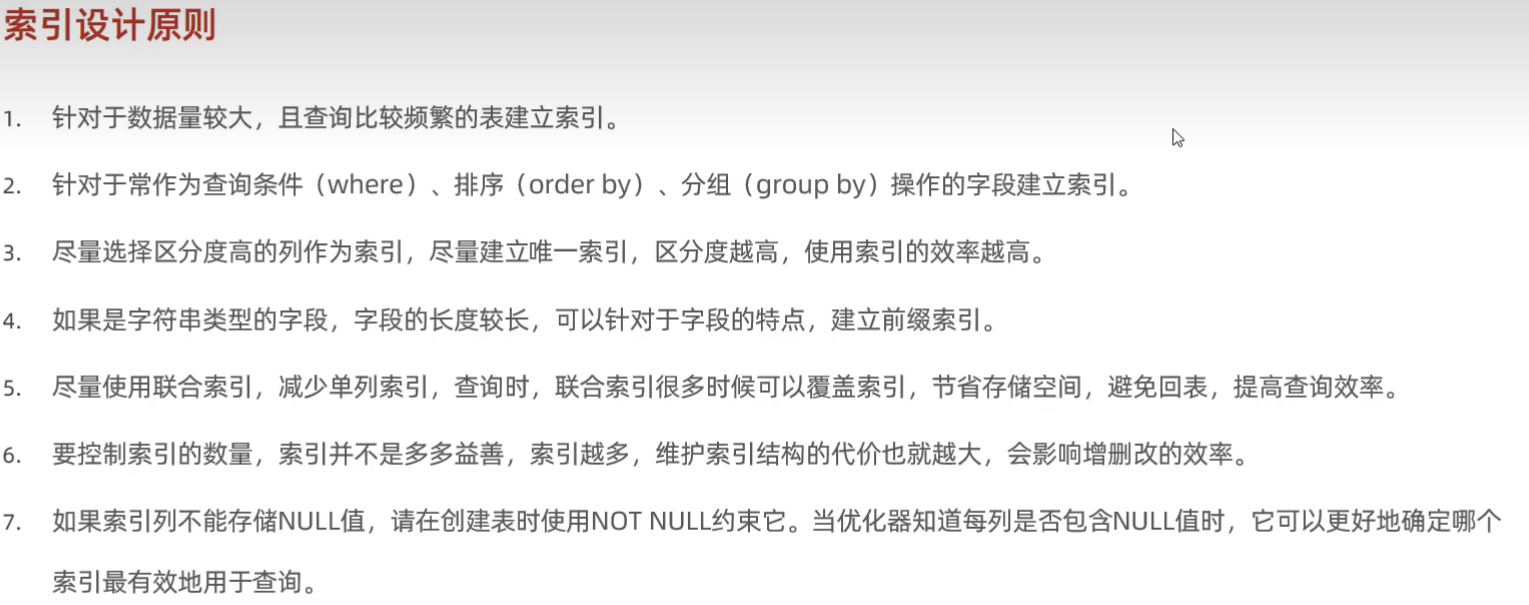 索引设计原则
1. 针对于数据量较大，且查询比较频繁的表建立索引。
2. 针对于常作为查询条件（where）、排序（order by）、分组（group by）操作的字段建立索引。
3. 尽量选择区分度高的列作为索引，尽量建立唯一索引，区分度越高，使用索引的效率越高。
4. 如果是字符串类型的字段，字段的长度较长，可以针对于字段的特点，建立前缀索引。
5. 尽量使用联合索引，减少单列索引，查询时，联合索引很多时候可以覆盖索引，节省存储空间，避免回表，提高查询效率。
6. 要控制索引的数量，索引并不是多多益善，索引越多，维护索引结构的代价也就越大，会影响增删改的效率。
7. 如果索引列不能存储NULL值，请在创建表时使用NOT NULL约束它。当优化器知道每列是否包含NULL值时，它可以更好地确定哪个
索引最有效地用于查询。